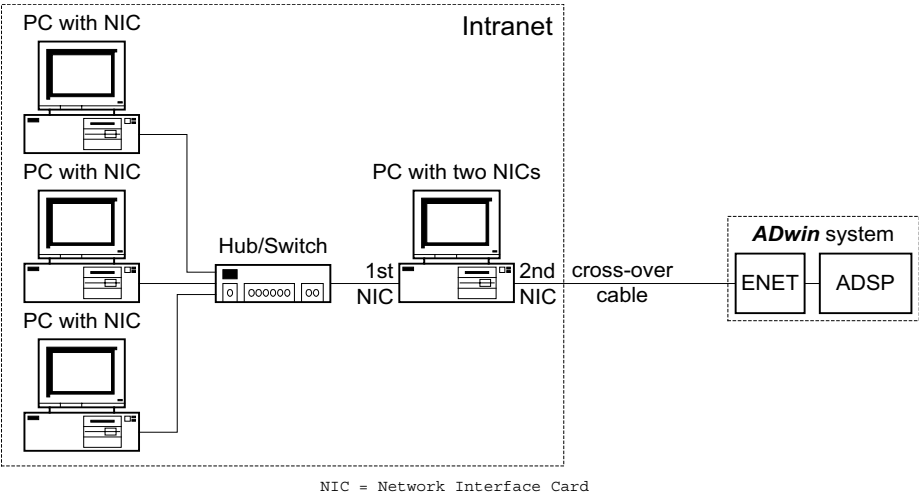 PC with NIC
Intranet
PC with NIC
PC with two NICs
Hub/Switch
1st
NIC
2nd
NIC
cross-over
cable
ADwin system
ENET
ADSP
PC with NIC
NIC = Network Interface Card